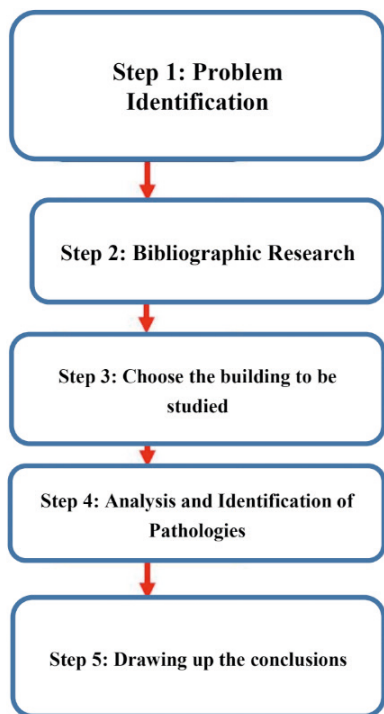 Step 1: Problem
Identification
Step 2: Bibliographic Research
Step 3: Choose the building to be
studied
Step 4: Analysis and Identification of
Pathologies
Step 5: Drawing up the conclusions